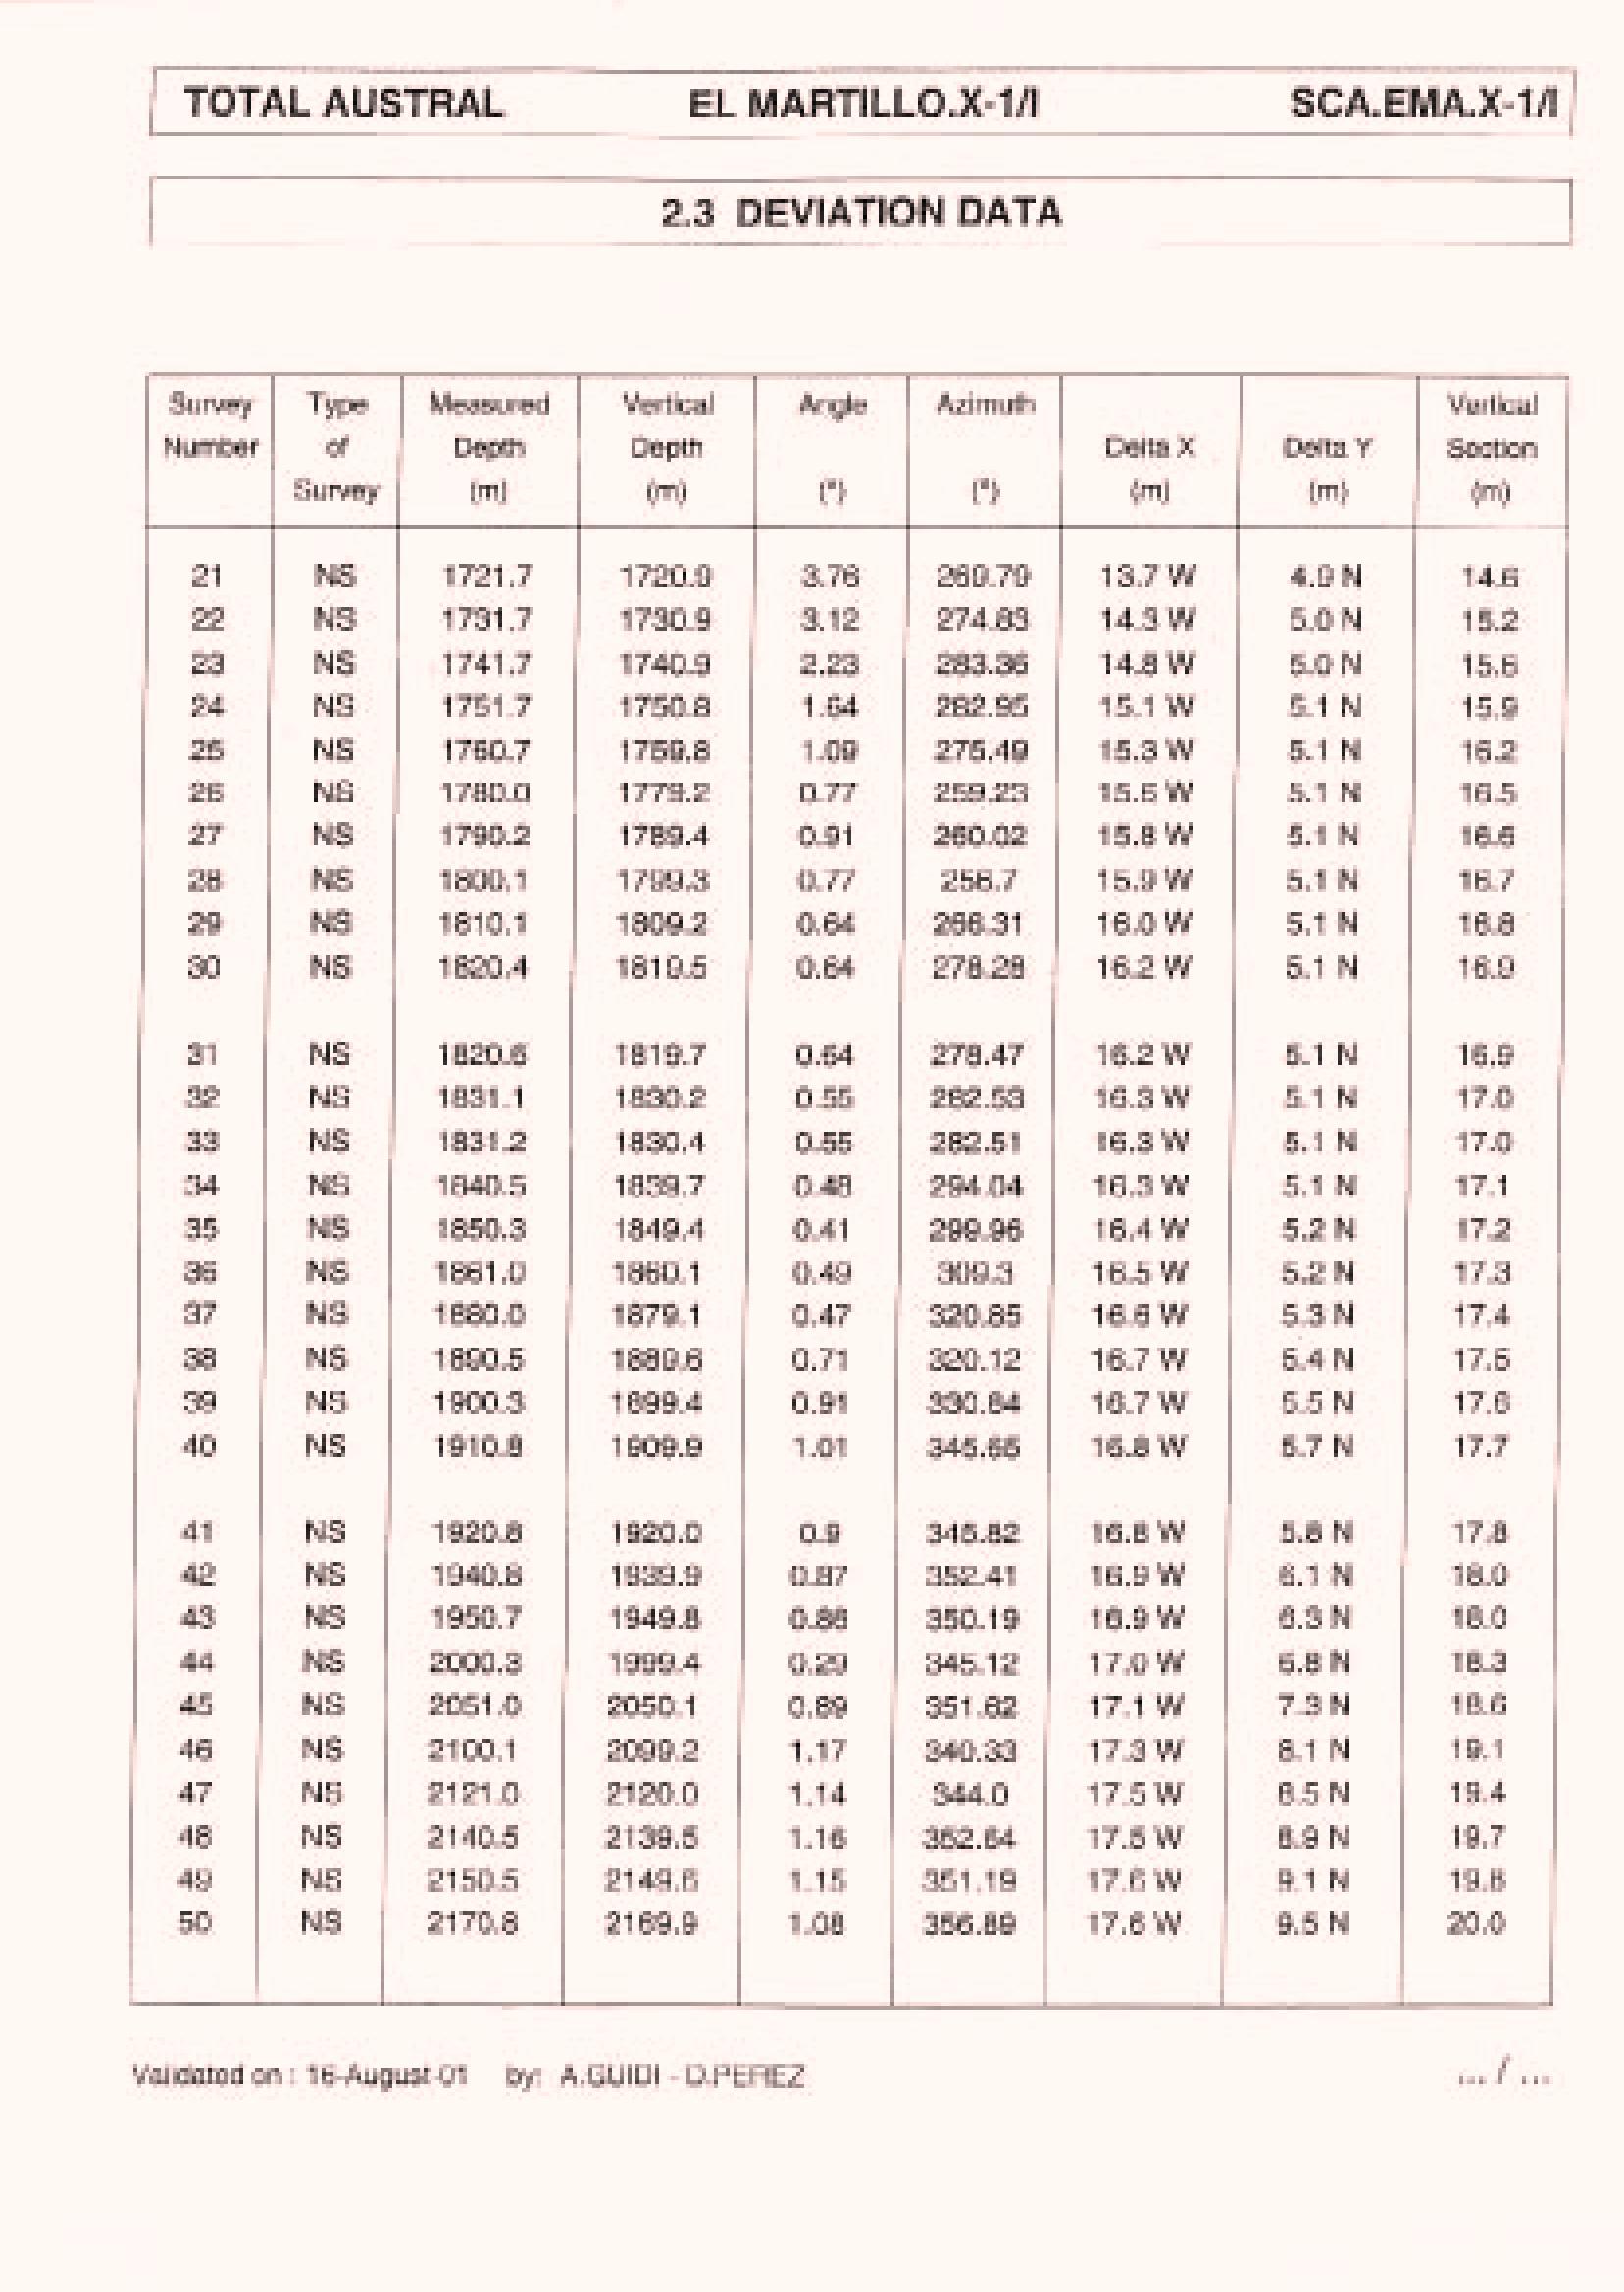 TOTAL AUSTRAL EL MARTILLO.X-1/I SCA.EMA.X-1/I
2.3 DEVIATION DATA
Survey Type Measured Vertical Angle Azimuth Vertical
Number of Depth Depth Delta X Delta Y Section
Survey (m) (m) (°) (°) (m) (m) (m)
21 NS 1721.7 1720.9 3.76 269.79 13.7 W 4.9 N 14.6
22 NS 1731.7 1730.9 3.12 274.83 14.3 W 5.0 N 15.2
23 NS 1741.7 1740.9 2.23 283.36 14.8 W 5.0 N 15.6
24 NS 1751.7 1750.8 1.64 282.95 15.1 W 5.1 N 15.9
25 NS 1760.7 1759.8 1.09 275.49 15.3 W 5.1 N 16.2
26 NS 1780.0 1779.2 0.77 259.23 15.6 W 5.1 N 16.5
27 NS 1790.2 1789.4 0.91 260.02 15.8 W 5.1 N 16.6
28 NS 1800.1 1799.3 0.77 256.7 15.9 W 5.1 N 16.7
29 NS 1810.1 1809.2 0.64 266.31 16.0 W 5.1 N 16.8
30 NS 1820.4 1819.5 0.64 278.28 16.2 W 5.1 N 16.9
31 NS 1820.6 1819.7 0.64 278.47 16.2 W 5.1 N 16.9
32 NS 1831.1 1830.2 0.55 282.53 16.3 W 5.1 N 17.0
33 NS 1831.2 1830.4 0.55 282.51 16.3 W 5.1 N 17.0
34 NS 1840.5 1839.7 0.48 294.04 16.3 W 5.1 N 17.1
35 NS 1850.3 1849.4 0.41 299.96 16.4 W 5.2 N 17.2
36 NS 1861.0 1860.1 0.49 309.3 16.5 W 5.2 N 17.3
37 NS 1880.0 1879.1 0.47 320.85 16.6 W 5.3 N 17.4
38 NS 1890.5 1889.6 0.71 320.12 16.7 W 5.4 N 17.5
39 NS 1900.3 1899.4 0.91 330.84 16.7 W 5.5 N 17.6
40 NS 1910.8 1909.9 1.01 345.65 16.8 W 5.7 N 17.7
41 NS 1920.8 1920.0 0.9 345.82 16.8 W 5.8 N 17.8
42 NS 1940.8 1939.9 0.87 352.41 16.9 W 6.1 N 18.0
43 NS 1950.7 1949.8 0.86 350.19 16.9 W 6.3 N 18.0
44 NS 2000.3 1999.4 0.29 345.12 17.0 W 6.8 N 18.3
45 NS 2051.0 2050.1 0.89 351.62 17.1 W 7.3 N 18.6
46 NS 2100.1 2099.2 1.17 340.33 17.3 W 8.1 N 19.1
47 NS 2121.0 2120.0 1.14 344.0 17.5 W 8.5 N 19.4
48 NS 2140.5 2139.5 1.16 352.64 17.5 W 8.9 N 19.7
49 NS 2150.5 2149.6 1.15 351.19 17.6 W 9.1 N 19.8
50 NS 2170.8 2169.9 1.08 356.89 17.6 W 9.5 N 20.0
Validated on : 16-August-01 by: A.GUIDI - D.PEREZ ... / ...